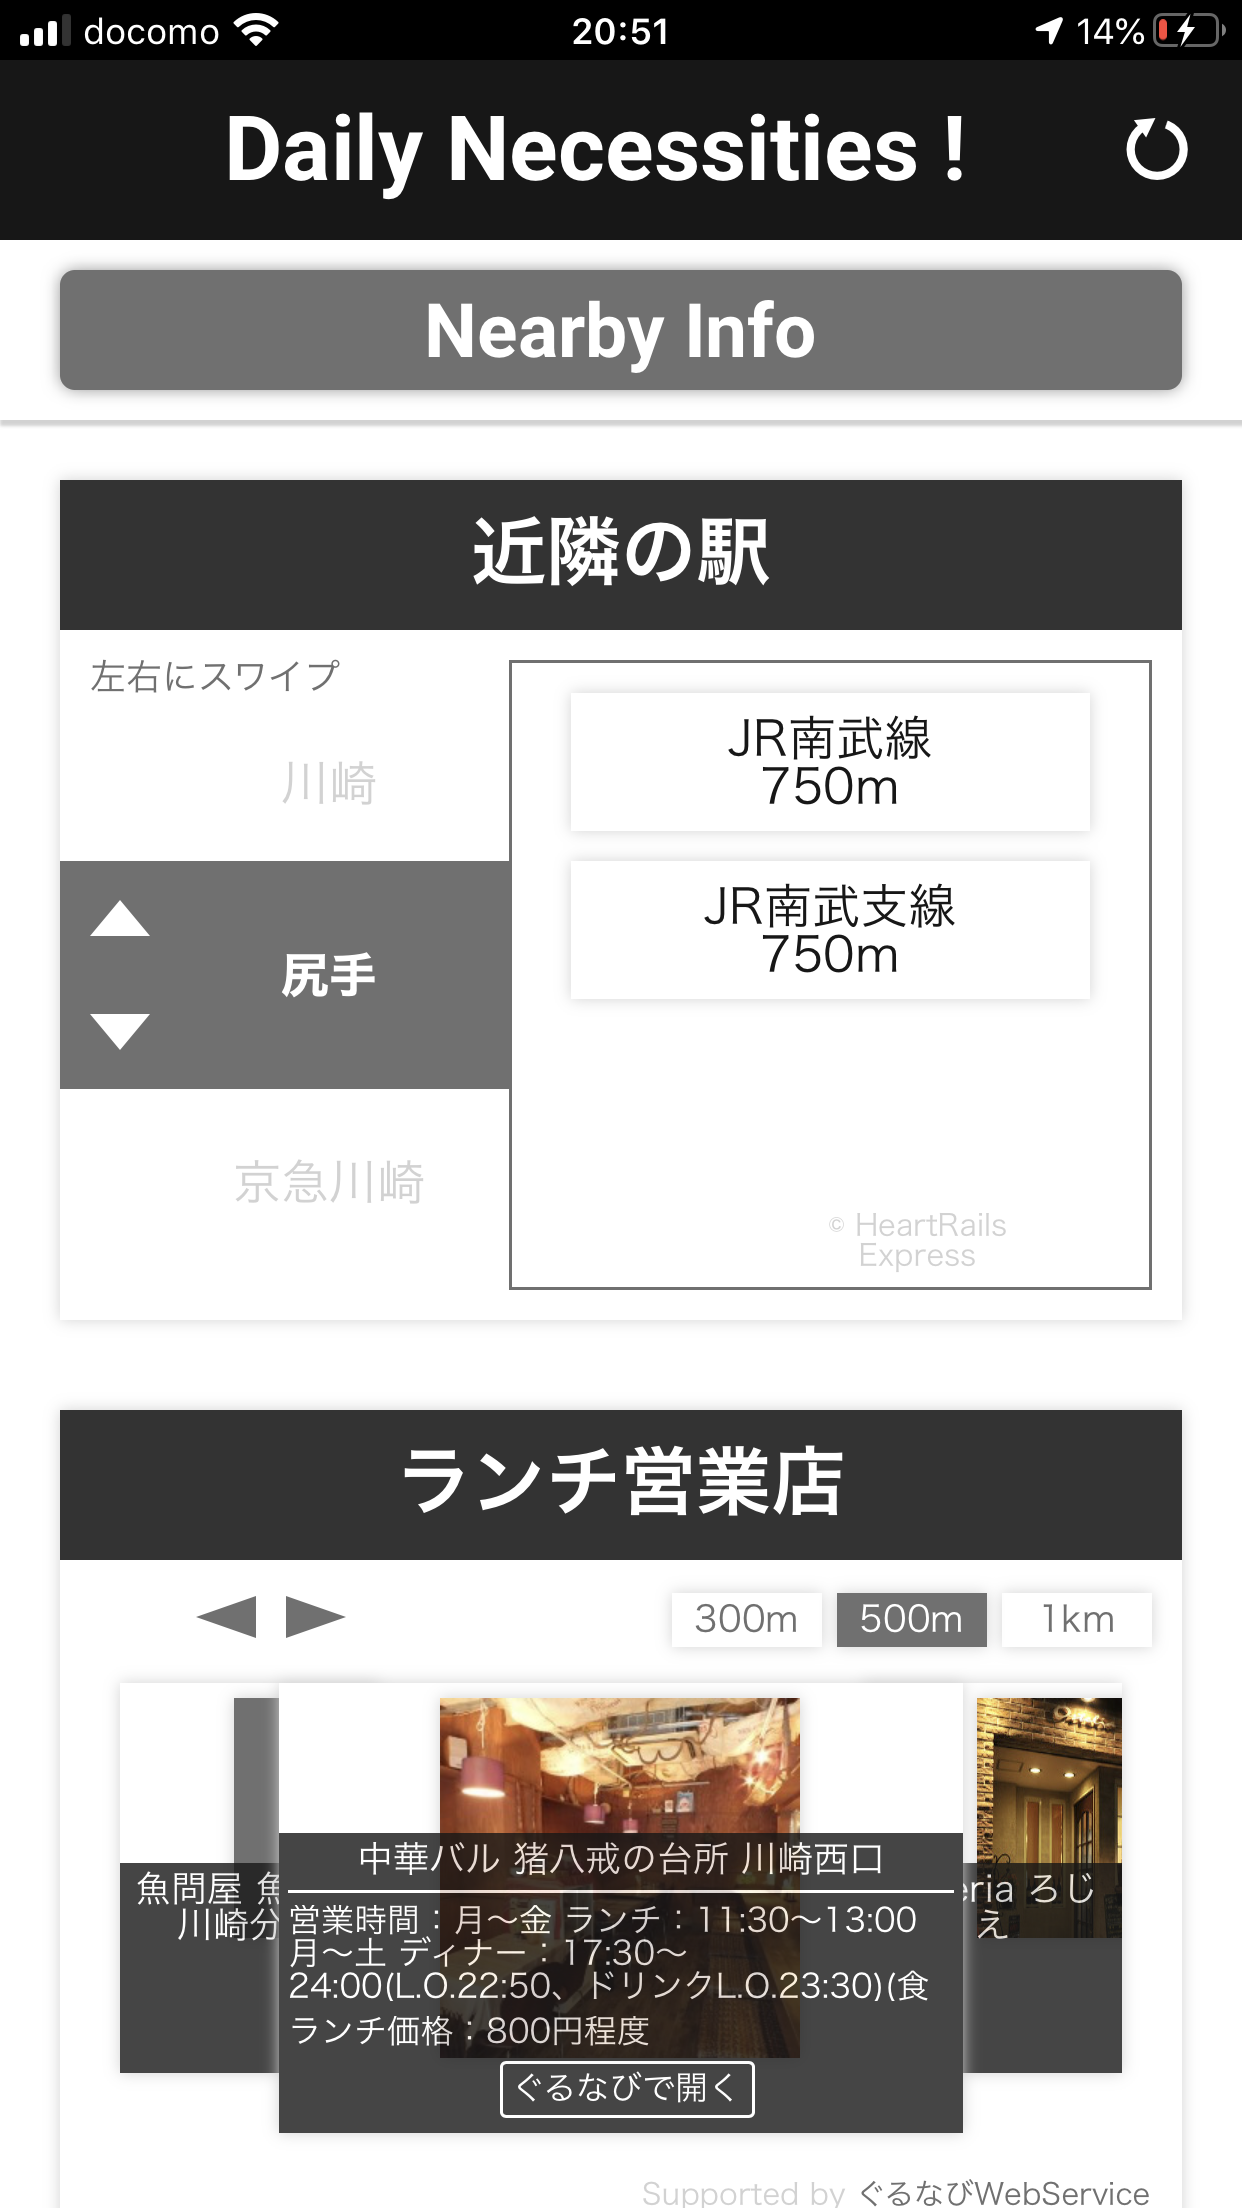 docomo 20:51 14%
Daily Necessities !
Nearby Info
近隣の駅
左右にスワイプ
川崎
尻手
京急川崎
JR南武線
750m
JR南武支線
750m
© HeartRails
Express
ランチ営業店
300m 500m 1km
魚問屋
川崎分
中華バル 猪八戒の台所 川崎西口
営業時間：月～金 ランチ：11:30～13:00
月～土 ディナー：17:30～
24:00(L.O.22:50、ドリンクL.O.23:30)(食
ランチ価格：800円程度
ぐるなびで開く
eria ろじ
え
Supported by ぐるなびWebService